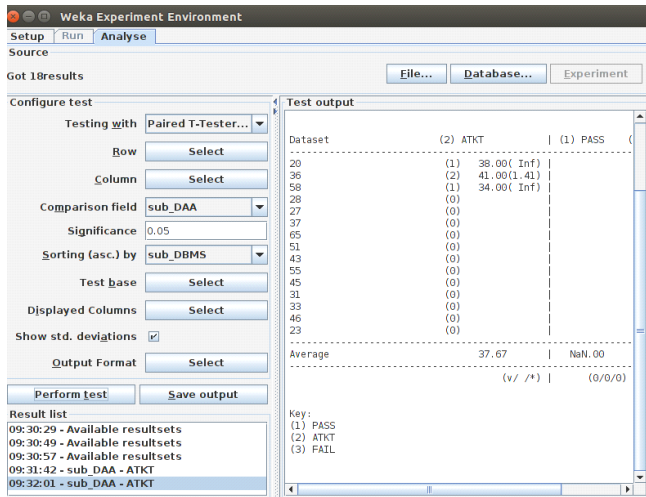 Weka Experiment Environment
Setup Run Analyse
Source
Got 18results File... Database... Experiment
Configure test
Testing with Paired T-Tester...
Row Select
Column Select
Comparison field sub_DAA
Significance 0.05
Sorting (asc.) by sub_DBMS
Test base Select
Displayed Columns Select
Show std. deviations
Output Format Select
Perform test Save output
Result list
09:30:29 - Available resultsets
09:30:49 - Available resultsets
09:30:57 - Available resultsets
09:31:42 - sub_DAA - ATKT
09:32:01 - sub_DAA - ATKT
Test output
Dataset (2) ATKT | (1) PASS (
--------------------------------------------------------------
20 (1) 38.00( Inf) |
36 (2) 41.00(1.41) |
58 (1) 34.00( Inf) |
28 (0) |
27 (0) |
37 (0) |
65 (0) |
51 (0) |
43 (0) |
55 (0) |
45 (0) |
31 (0) |
33 (0) |
46 (0) |
23 (0) |
--------------------------------------------------------------
Average 37.67 | NaN.00
--------------------------------------------------------------
(v/ /*) | (0/0/0)
Key:
(1) PASS
(2) ATKT
(3) FAIL